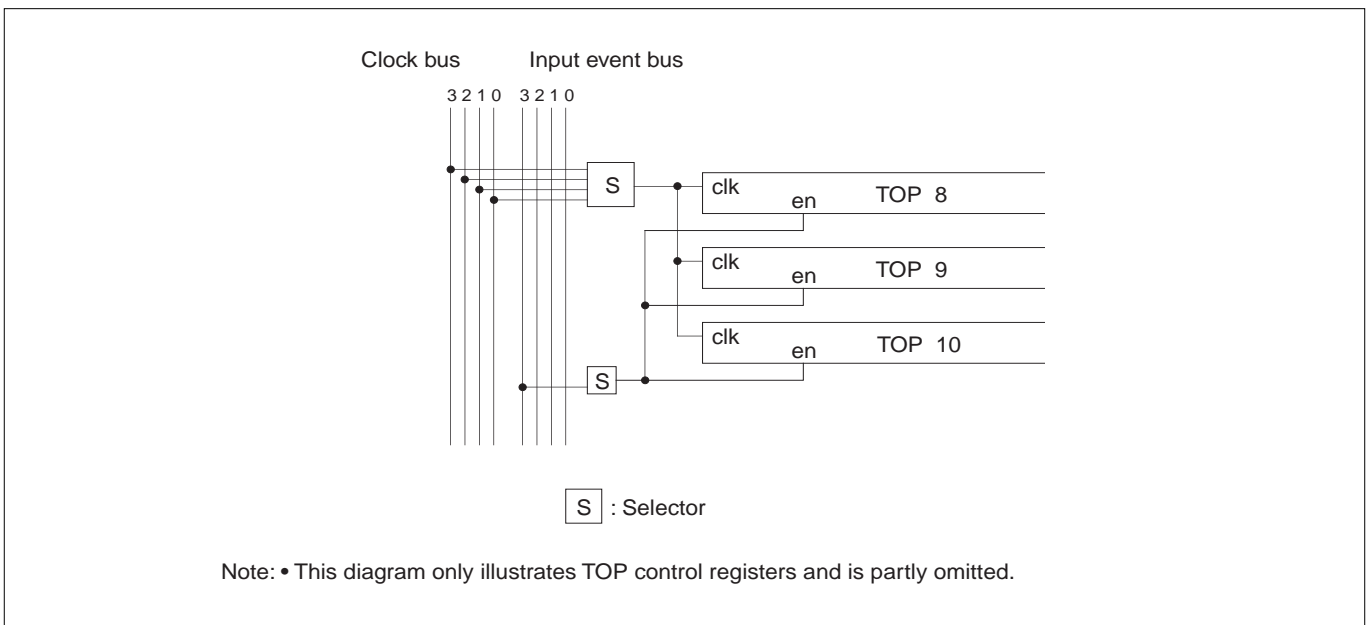 Clock bus Input event bus
3 2 1 0 3 2 1 0
S
clk
en
TOP 8
clk
en
TOP 9
clk
en
TOP 10
S
S : Selector
Note: • This diagram only illustrates TOP control registers and is partly omitted.